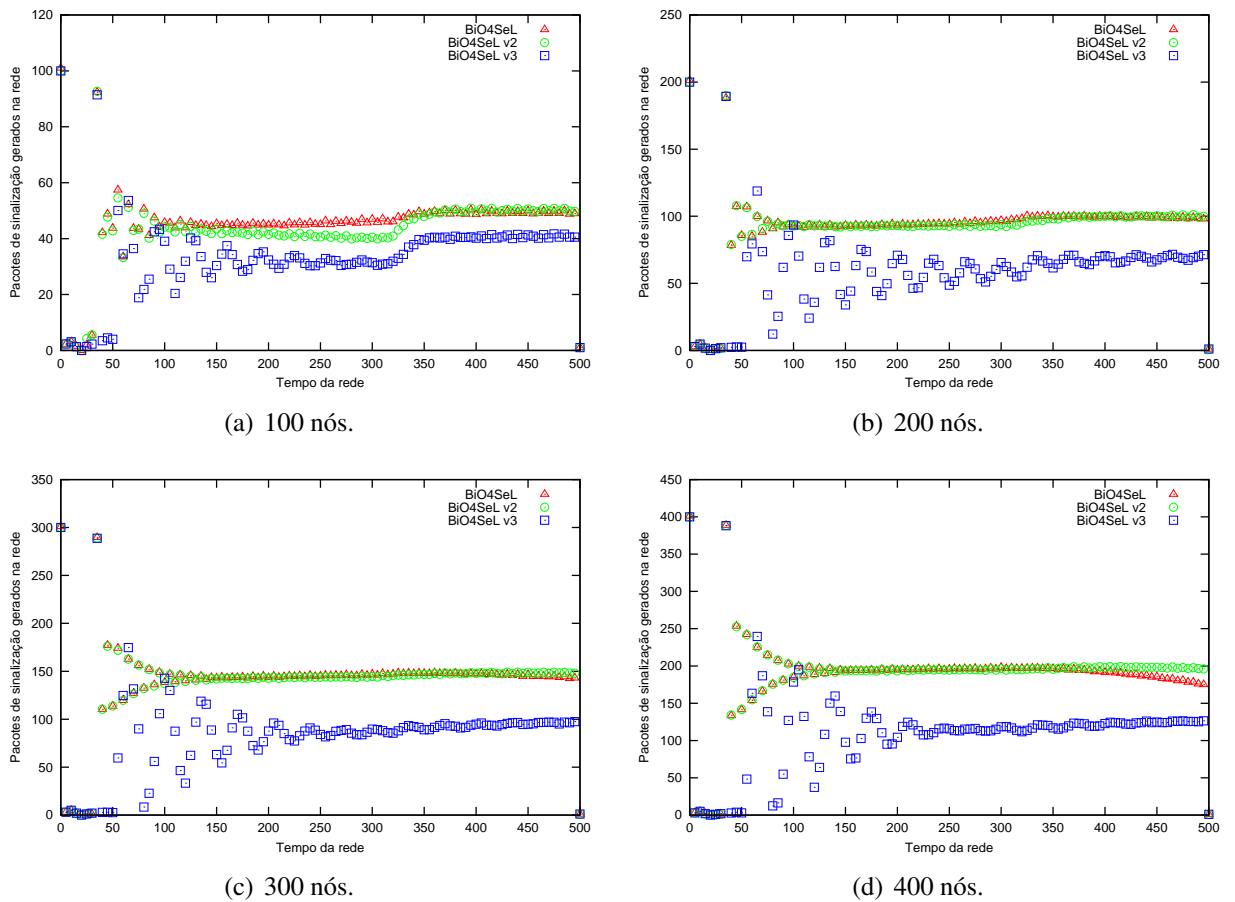 120
100
80
60
40
20
0
0 50 100 150 200 250 300 350 400 450 500
Pacotes de sinalização gerados na rede
Tempo da rede
BiO4SeL
BiO4SeL v2
BiO4SeL v3
(a) 100 nós.
250
200
150
100
50
0
0 50 100 150 200 250 300 350 400 450 500
Pacotes de sinalização gerados na rede
Tempo da rede
BiO4SeL
BiO4SeL v2
BiO4SeL v3
(b) 200 nós.
350
300
250
200
150
100
50
0
0 50 100 150 200 250 300 350 400 450 500
Pacotes de sinalização gerados na rede
Tempo da rede
BiO4SeL
BiO4SeL v2
BiO4SeL v3
(c) 300 nós.
450
400
350
300
250
200
150
100
50
0
0 50 100 150 200 250 300 350 400 450 500
Pacotes de sinalização gerados na rede
Tempo da rede
BiO4SeL
BiO4SeL v2
BiO4SeL v3
(d) 400 nós.